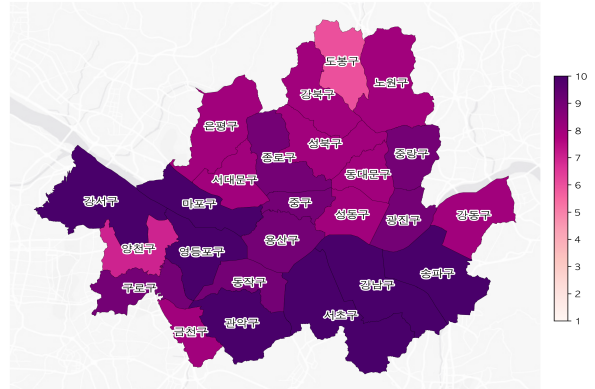 도봉구
노원구
강북구
은평구
성북구
중랑구
종로구
동대문구
서대문구
강서구
마포구
중구
성동구
광진구
강동구
용산구
양천구
영등포구
송파구
동작구
강남구
구로구
서초구
관악구
금천구
10
9
8
7
6
5
4
3
2
1